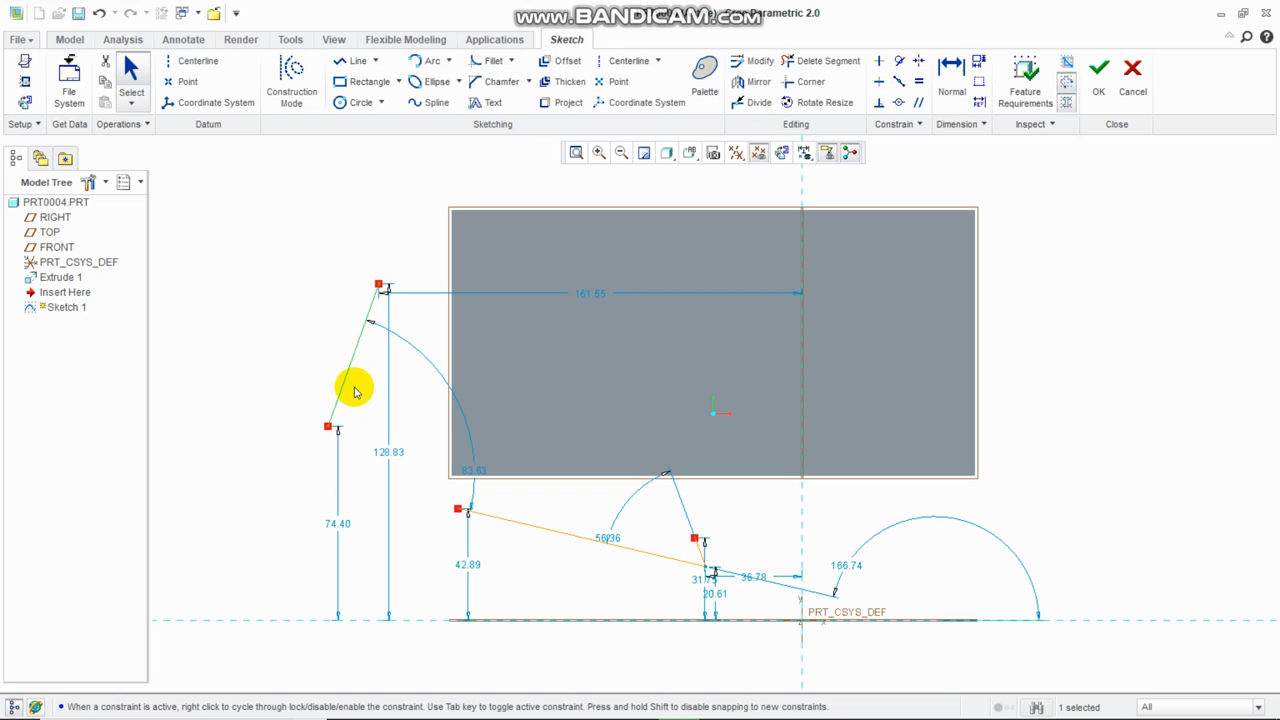 www.BANDICAM.com
Creo Parametric 2.0
File
Model
Analysis
Annotate
Render
Tools
View
Flexible Modeling
Applications
Sketch
Centerline
Point
Coordinate System
File System
Select
Construction Mode
Line
Arc
Fillet
Offset
Centerline
Rectangle
Ellipse
Chamfer
Thicken
Point
Circle
Spline
Text
Project
Coordinate System
Palette
Modify
Delete Segment
Mirror
Corner
Divide
Rotate Resize
Normal
Feature Requirements
OK
Cancel
Setup
Get Data
Operations
Datum
Sketching
Editing
Constrain
Dimension
Inspect
Close
Model Tree
PRT0004.PRT
RIGHT
TOP
FRONT
PRT_CSYS_DEF
Extrude 1
Insert Here
Sketch 1
161.55
128.83
83.63
74.40
56.36
42.89
31.75
36.78
20.61
166.74
PRT_CSYS_DEF
y
x
When a constraint is active, right click to cycle through lock/disable/enable the constraint. Use Tab key to toggle active constraint. Press and hold Shift to disable snapping to new constraints.
1 selected
All